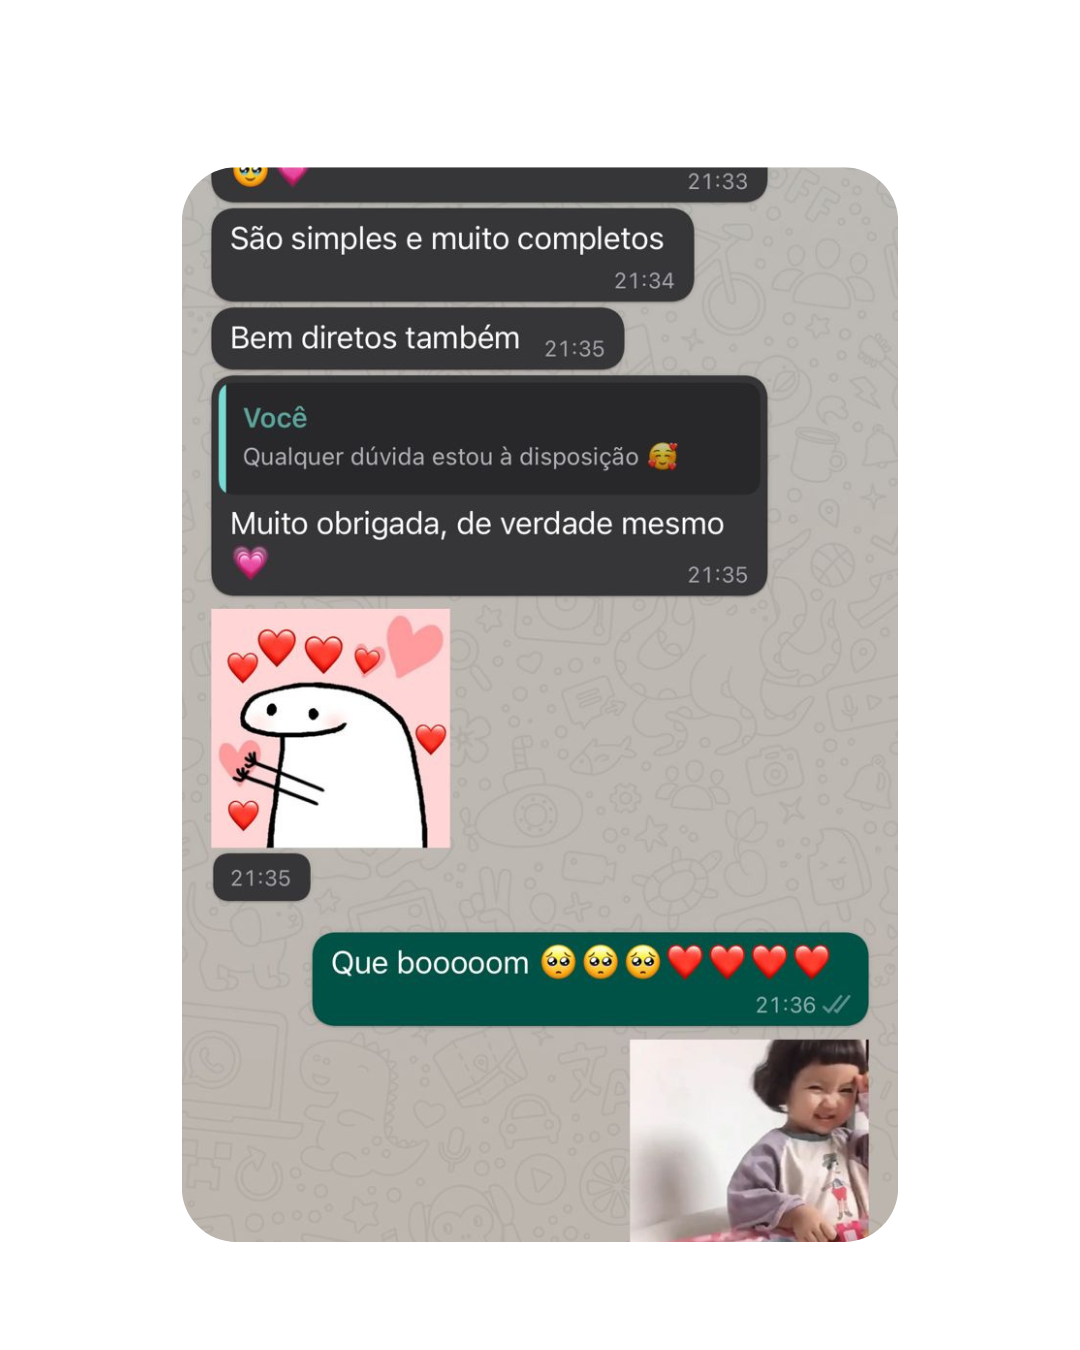 🥹💗
21:33
São simples e muito completos
21:34
Bem diretos também 21:35
Você
Qualquer dúvida estou à disposição 🥰
Muito obrigada, de verdade mesmo
💗
21:35
21:35
Que booooom 🥺🥺🥺❤️❤️❤️❤️
21:36